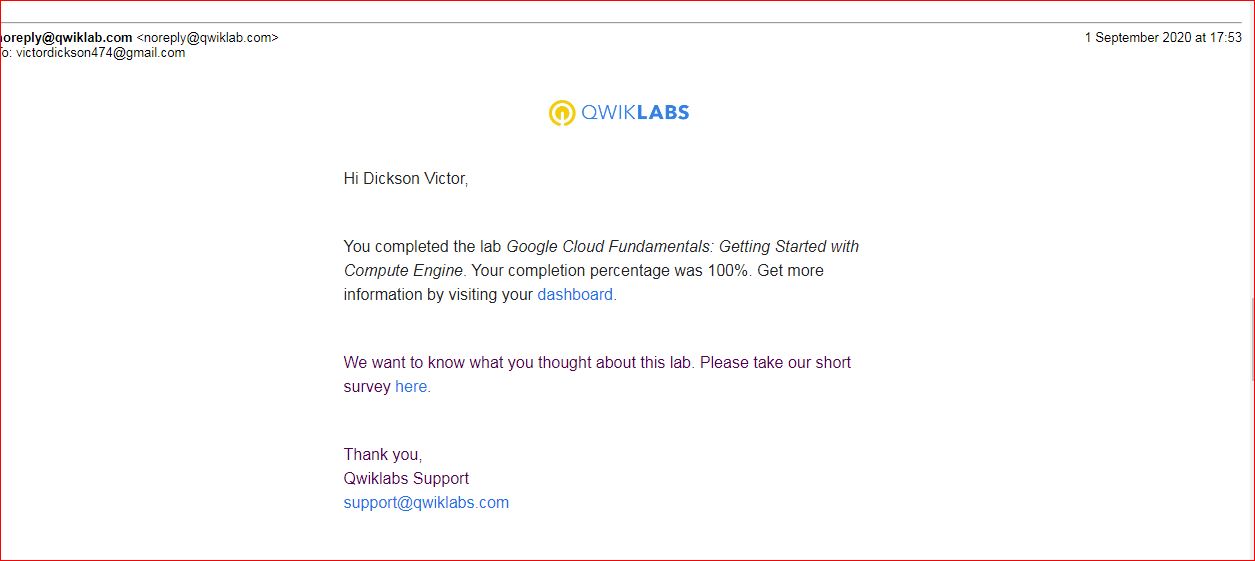 noreply@qwiklab.com <noreply@qwiklab.com>
1 September 2020 at 17:53
To: victordickson474@gmail.com
QWIKLABS
Hi Dickson Victor,
You completed the lab Google Cloud Fundamentals: Getting Started with
Compute Engine. Your completion percentage was 100%. Get more
information by visiting your dashboard.
We want to know what you thought about this lab. Please take our short
survey here.
Thank you,
Qwiklabs Support
support@qwiklabs.com